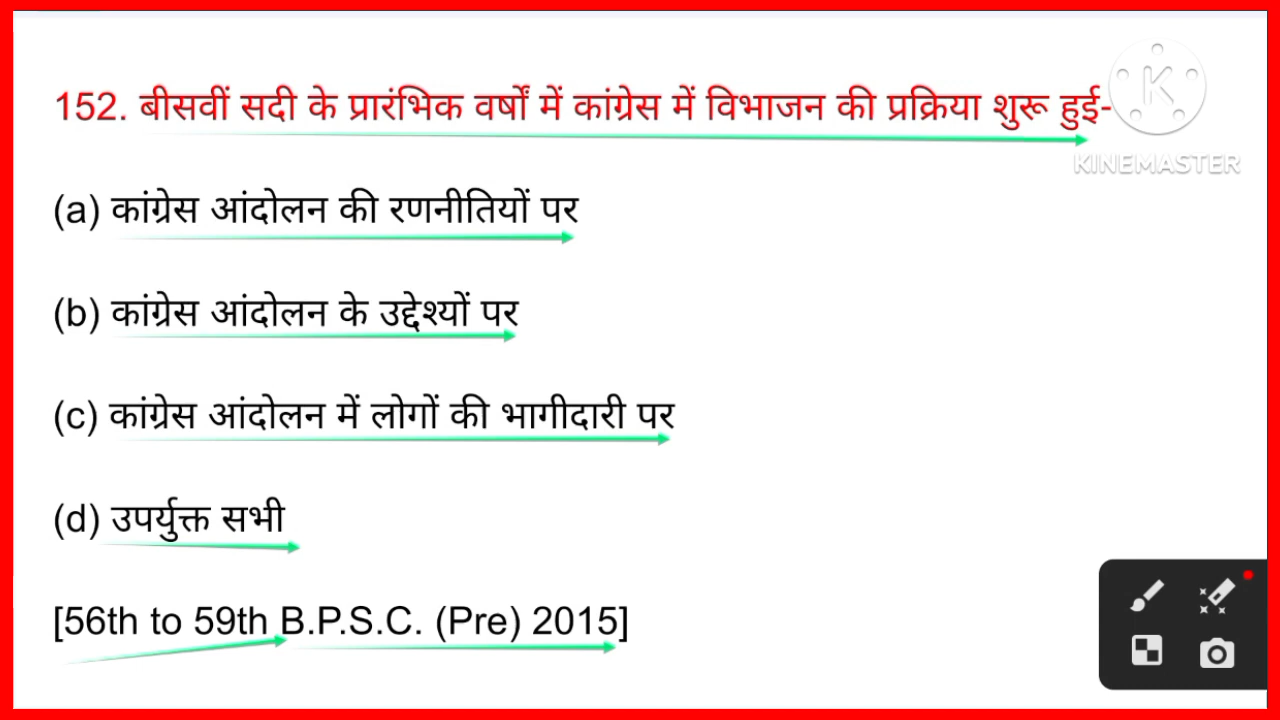 152. बीसवीं सदी के प्रारंभिक वर्षों में कांग्रेस में विभाजन की प्रक्रिया शुरू हुई-
KINEMASTER
(a) कांग्रेस आंदोलन की रणनीतियों पर
(b) कांग्रेस आंदोलन के उद्देश्यों पर
(c) कांग्रेस आंदोलन में लोगों की भागीदारी पर
(d) उपर्युक्त सभी
[56th to 59th B.P.S.C. (Pre) 2015]